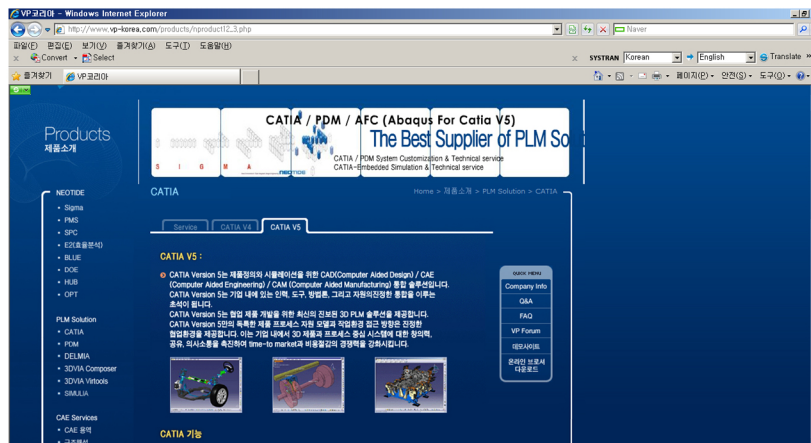 VP코리아 - Windows Internet Explorer
http://www.vp-korea.com/products/nproduct12_3.php
Naver
파일(F) 편집(E) 보기(V) 즐겨찾기(A) 도구(T) 도움말(H)
x Convert Select
x SYSTRAN Korean English Translate »
즐겨찾기 VP코리아
페이지(P) 안전(S) 도구(O)
Products
제품소개
CATIA / PDM / AFC (Abaqus For Catia V5)
The Best Supplier of PLM So
CATIA / PDM System Customization & Technical service
CATIA-Embedded Simulation & Technical service
S I G M A
NEOTIDE
NEOTIDE
Sigma
PMS
SPC
E2(효율분석)
BLUE
DOE
HUB
OPT
PLM Solution
CATIA
PDM
DELMIA
3DVIA Composer
3DVIA Virtools
SIMULIA
CAE Services
CAE 용역
구조해석
CATIA
Home > 제품소개 > PLM Solution > CATIA
Service CATIA V4 CATIA V5
CATIA V5 :
CATIA Version 5는 제품정의와 시뮬레이션을 위한 CAD(Computer Aided Design) / CAE
(Computer Aided Engineering) / CAM (Computer Aided Manufacturing) 통합 솔루션입니다.
CATIA Version 5는 기업 내에 있는 인력, 도구, 방법론, 그리고 자원의진정한 통합을 이루는
초석이 됩니다.
CATIA Version 5는 협업 제품 개발을 위한 최신의 진보된 3D PLM 솔루션을 제공합니다.
CATIA Version 5만의 독특한 제품 프로세스 자원 모델과 작업환경 접근 방향은 진정한
협업환경을 제공합니다. 이는 기업 내에서 3D 제품과 프로세스 중심 시스템에 대한 창의력,
공유, 의사소통을 촉진하여 time-to market과 비용절감의 경쟁력을 강화시킵니다.
CATIA 기능
QUICK MENU
Company Info
Q&A
FAQ
VP Forum
데모사이트
온라인 브로셔
다운로드